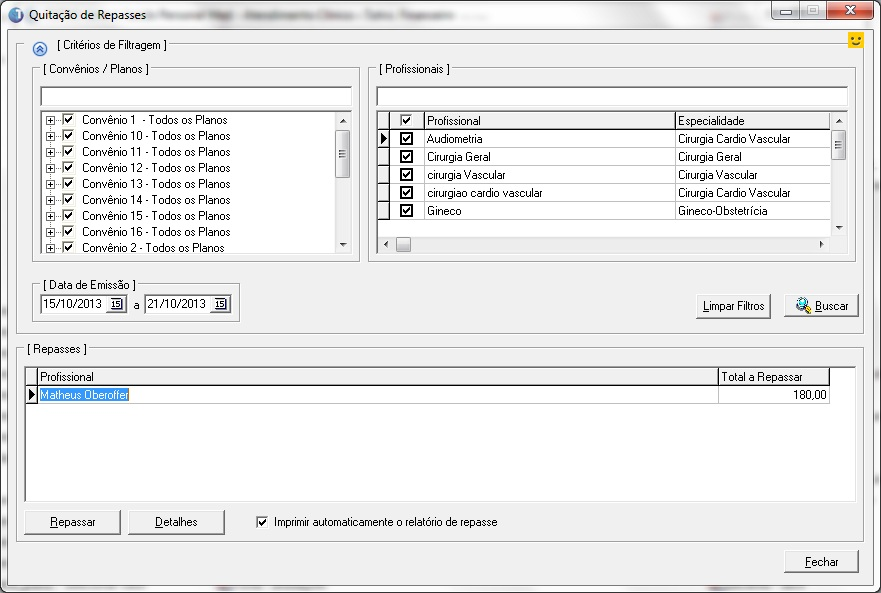 Quitação de Repasses
[ Critérios de Filtragem ]
[ Convênios / Planos ]
Convênio 1 - Todos os Planos
Convênio 10 - Todos os Planos
Convênio 11 - Todos os Planos
Convênio 12 - Todos os Planos
Convênio 13 - Todos os Planos
Convênio 14 - Todos os Planos
Convênio 15 - Todos os Planos
Convênio 16 - Todos os Planos
Convênio 2 - Todos os Planos
[ Profissionais ]
Profissional Especialidade
Audiometria Cirurgia Cardio Vascular
Cirurgia Geral Cirurgia Geral
cirurgia Vascular Cirurgia Vascular
cirurgiao cardio vascular Cirurgia Cardio Vascular
Gineco Gineco-Obstetrícia
[ Data de Emissão ]
15/10/2013 15 a 21/10/2013 15
Limpar Filtros Buscar
[ Repasses ]
Profissional Total a Repassar
Matheus Oberoffer 180,00
Repassar Detalhes Imprimir automaticamente o relatório de repasse
Fechar